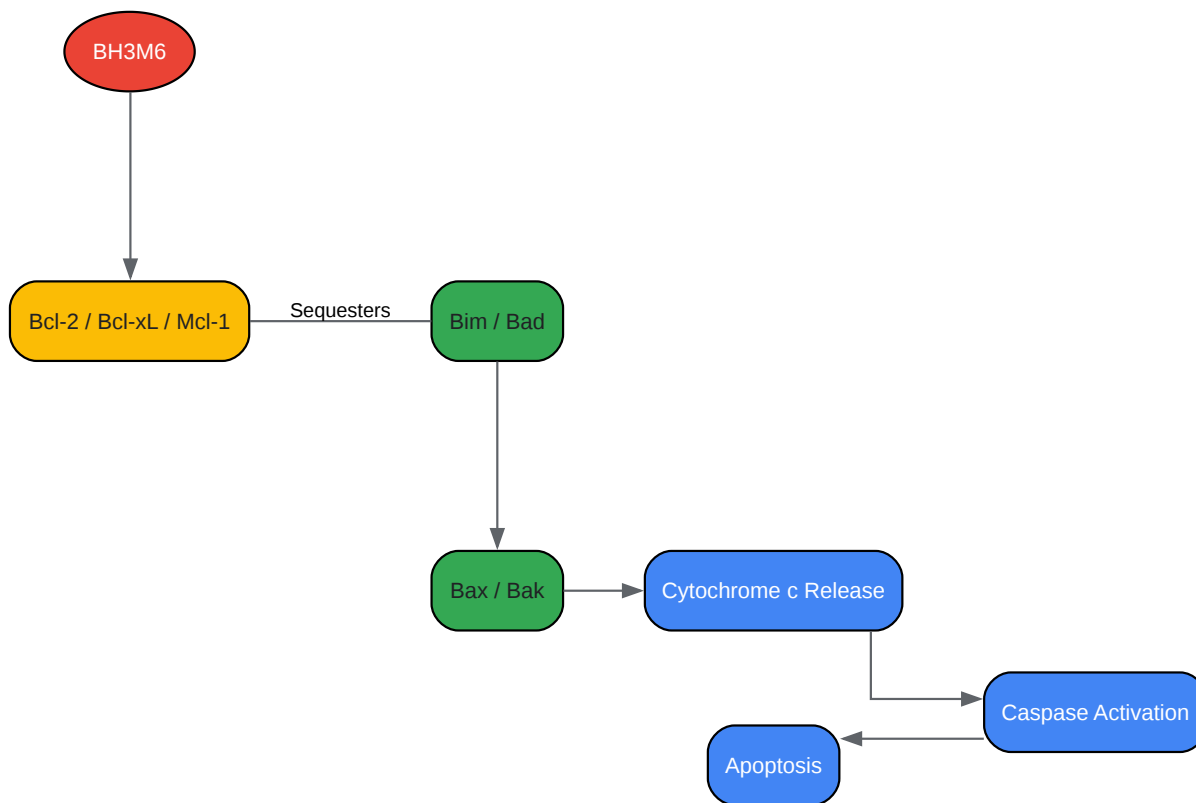 BH3M6
Bcl-2 / Bcl-xL / Mcl-1
Sequesters
Bim / Bad
Bax / Bak
Cytochrome c Release
Caspase Activation
Apoptosis